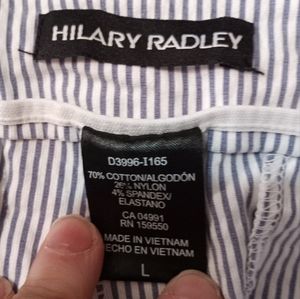 HILARY RADLEY
D3996-I165
70% COTTON/ALGODÓN
26% NYLON
4% SPANDEX/
ELASTANO
CA 04991
RN 159550
MADE IN VIETNAM
HECHO EN VIETNAM
L